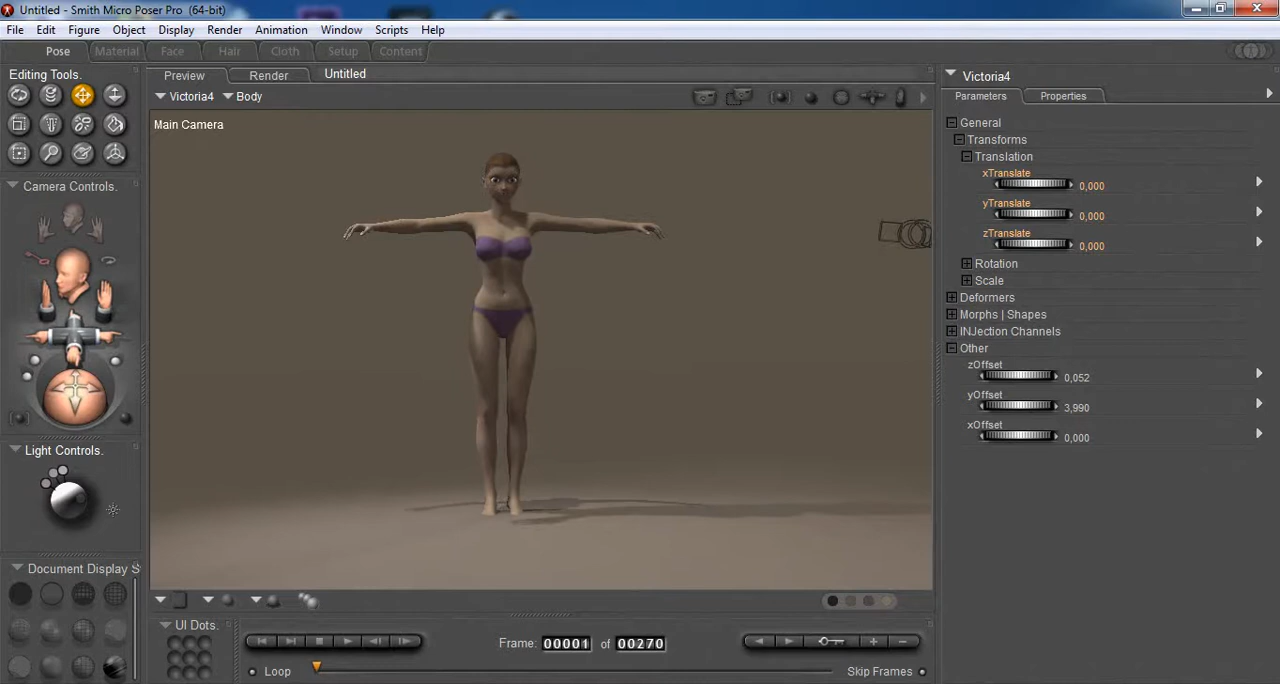 Untitled - Smith Micro Poser Pro (64-bit)
File Edit Figure Object Display Render Animation Window Scripts Help
Pose Material Face Hair Cloth Setup Content
Editing Tools.
Preview Render Untitled
Victoria4 Body
Main Camera
Camera Controls.
Light Controls.
Document Display S
UI Dots.
Frame: 00001 of 00270
Loop
Skip Frames
Victoria4
Parameters Properties
General
Transforms
Translation
xTranslate
0,000
yTranslate
0,000
zTranslate
0,000
Rotation
Scale
Deformers
Morphs | Shapes
INJection Channels
Other
zOffset
0,052
yOffset
3,990
xOffset
0,000